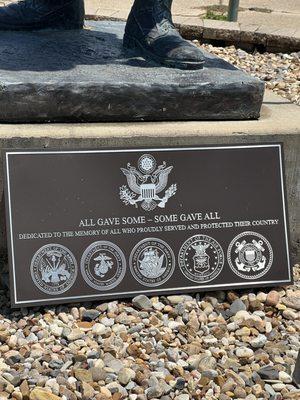 ALL GAVE SOME – SOME GAVE ALL
DEDICATED TO THE MEMORY OF ALL WHO PROUDLY SERVED AND PROTECTED THEIR COUNTRY